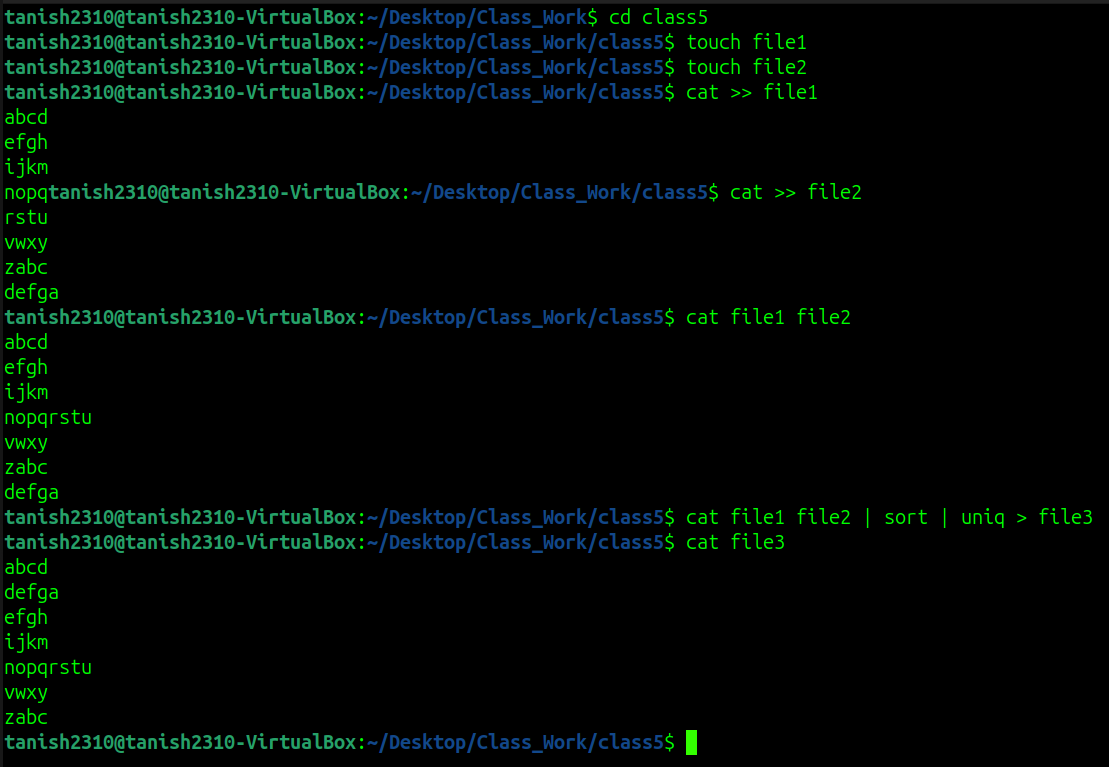 tanish2310@tanish2310-VirtualBox:~/Desktop/Class_Work$ cd class5
tanish2310@tanish2310-VirtualBox:~/Desktop/Class_Work/class5$ touch file1
tanish2310@tanish2310-VirtualBox:~/Desktop/Class_Work/class5$ touch file2
tanish2310@tanish2310-VirtualBox:~/Desktop/Class_Work/class5$ cat >> file1
abcd
efgh
ijkm
nopqtanish2310@tanish2310-VirtualBox:~/Desktop/Class_Work/class5$ cat >> file2
rstu
vwxy
zabc
defga
tanish2310@tanish2310-VirtualBox:~/Desktop/Class_Work/class5$ cat file1 file2
abcd
efgh
ijkm
nopqrstu
vwxy
zabc
defga
tanish2310@tanish2310-VirtualBox:~/Desktop/Class_Work/class5$ cat file1 file2 | sort | uniq > file3
tanish2310@tanish2310-VirtualBox:~/Desktop/Class_Work/class5$ cat file3
abcd
defga
efgh
ijkm
nopqrstu
vwxy
zabc
tanish2310@tanish2310-VirtualBox:~/Desktop/Class_Work/class5$